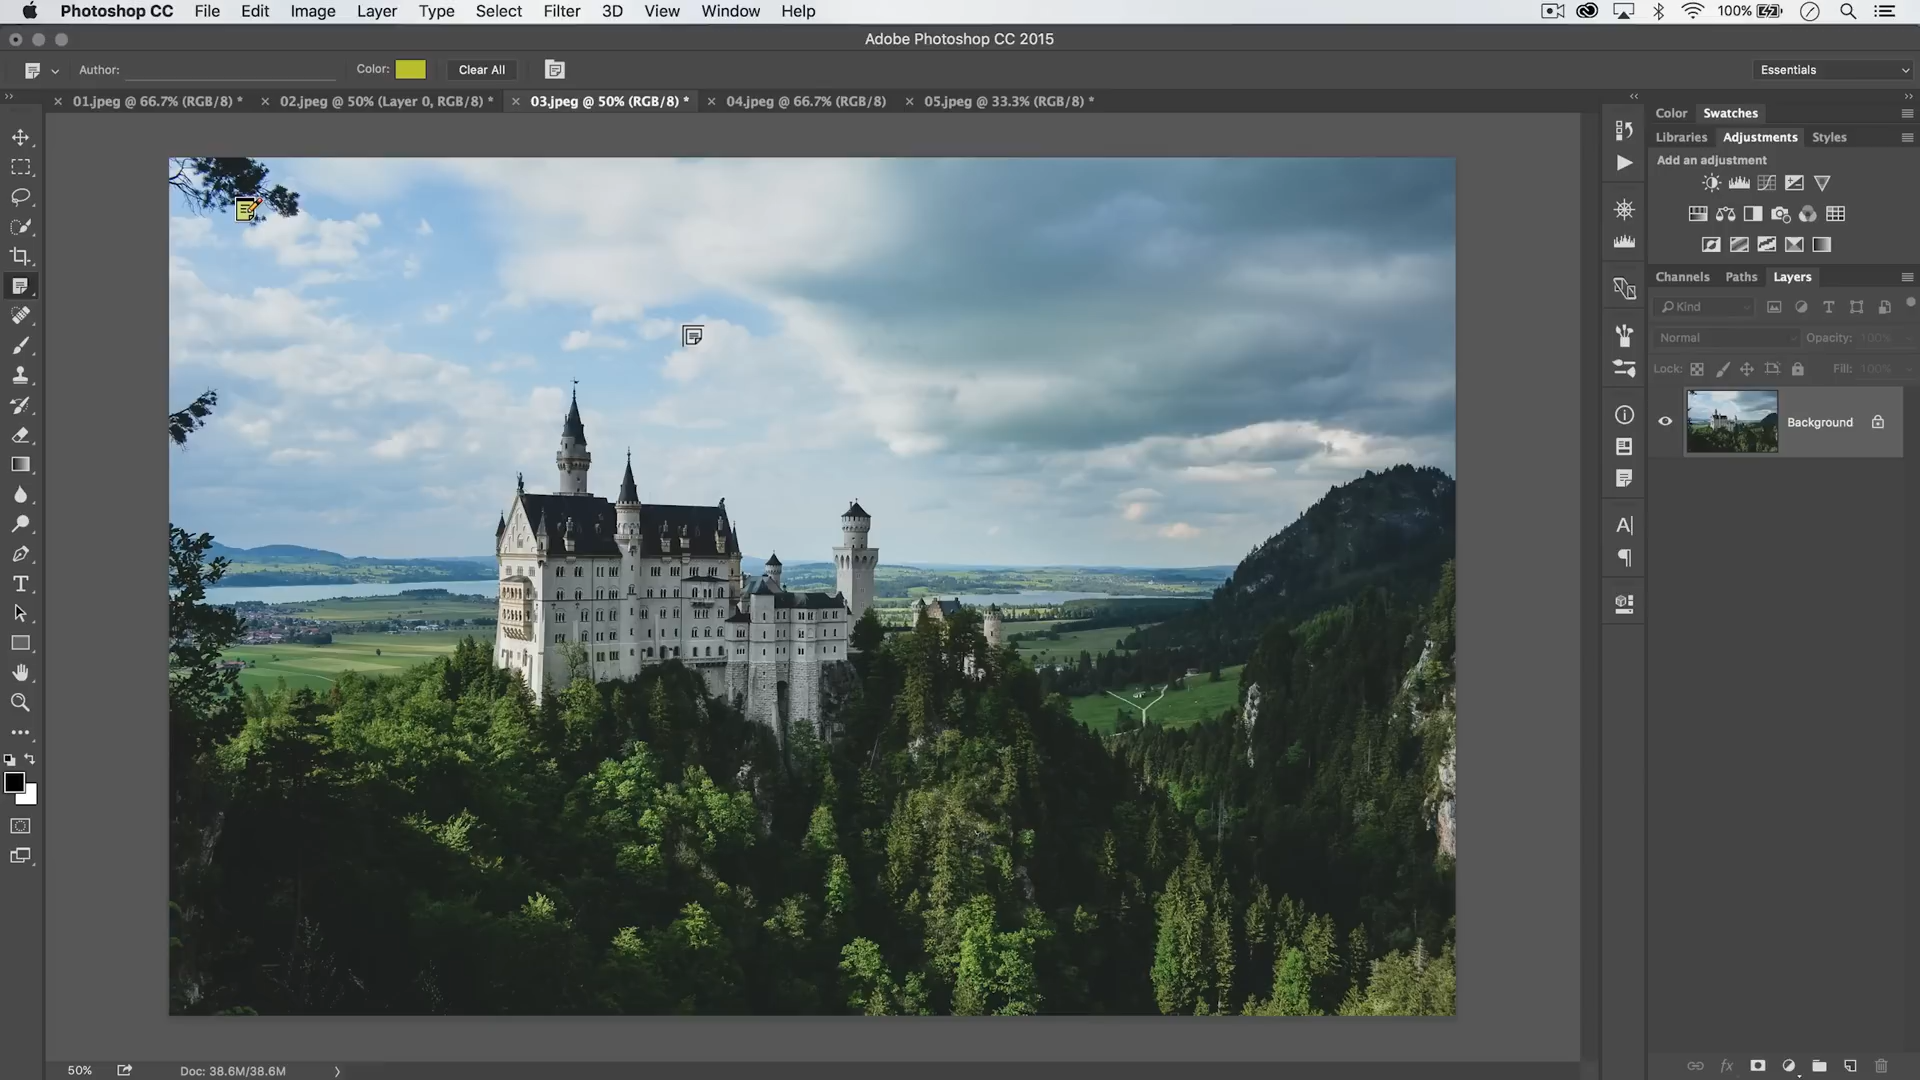 Photoshop CC File Edit Image Layer Type Select Filter 3D View Window Help 100%
Adobe Photoshop CC 2015
Author: Color: Clear All Essentials
01.jpeg @ 66.7% (RGB/8) * 02.jpeg @ 50% (Layer 0, RGB/8) * 03.jpeg @ 50% (RGB/8) * 04.jpeg @ 66.7% (RGB/8) 05.jpeg @ 33.3% (RGB/8) *
Color Swatches
Libraries Adjustments Styles
Add an adjustment
Channels Paths Layers
Kind
Normal Opacity: 100%
Lock: Fill: 100%
Background
50% Doc: 38.6M/38.6M